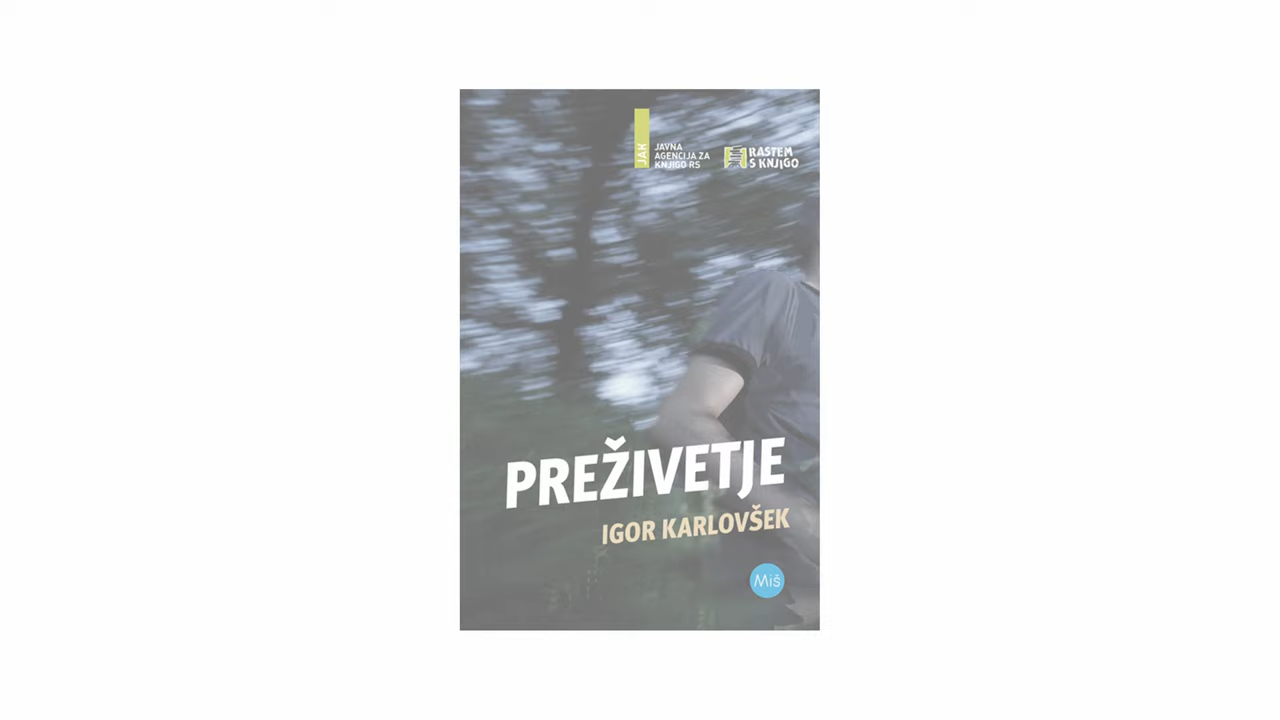 JAK
JAVNA
AGENCIJA ZA
KNJIGO RS
RASTEM
S KNJIGO
PREŽIVETJE
IGOR KARLOVŠEK
Miš